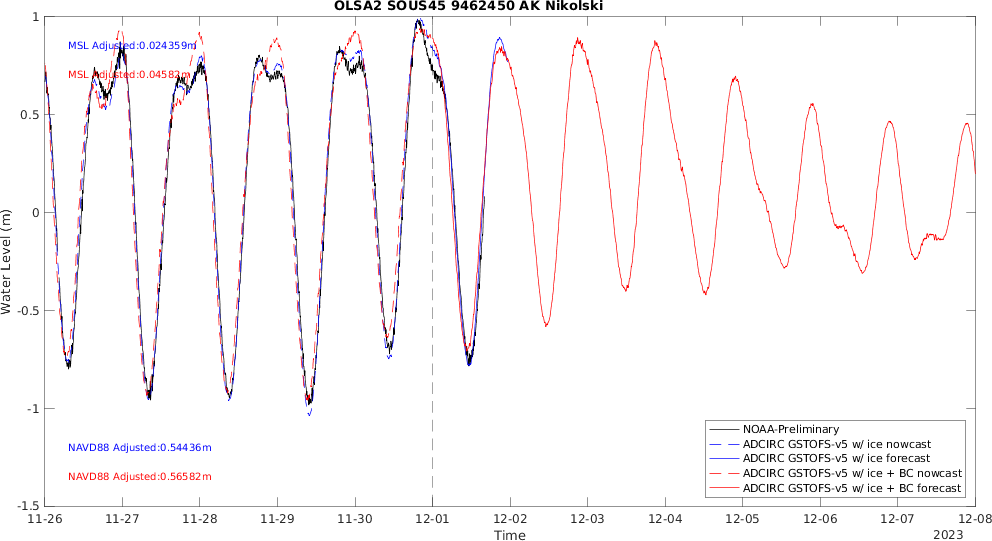 OLSA2 SOUS45 9462450 AK Nikolski
MSL Adjusted:0.024359m
MSL Adjusted:0.04582m
NAVD88 Adjusted:0.54436m
NAVD88 Adjusted:0.56582m
Water Level (m)
1
0.5
0
-0.5
-1
-1.5
NOAA-Preliminary
ADCIRC GSTOFS-v5 w/ ice nowcast
ADCIRC GSTOFS-v5 w/ ice forecast
ADCIRC GSTOFS-v5 w/ ice + BC nowcast
ADCIRC GSTOFS-v5 w/ ice + BC forecast
11-26 11-27 11-28 11-29 11-30 12-01 12-02 12-03 12-04 12-05 12-06 12-07 12-08
Time
2023